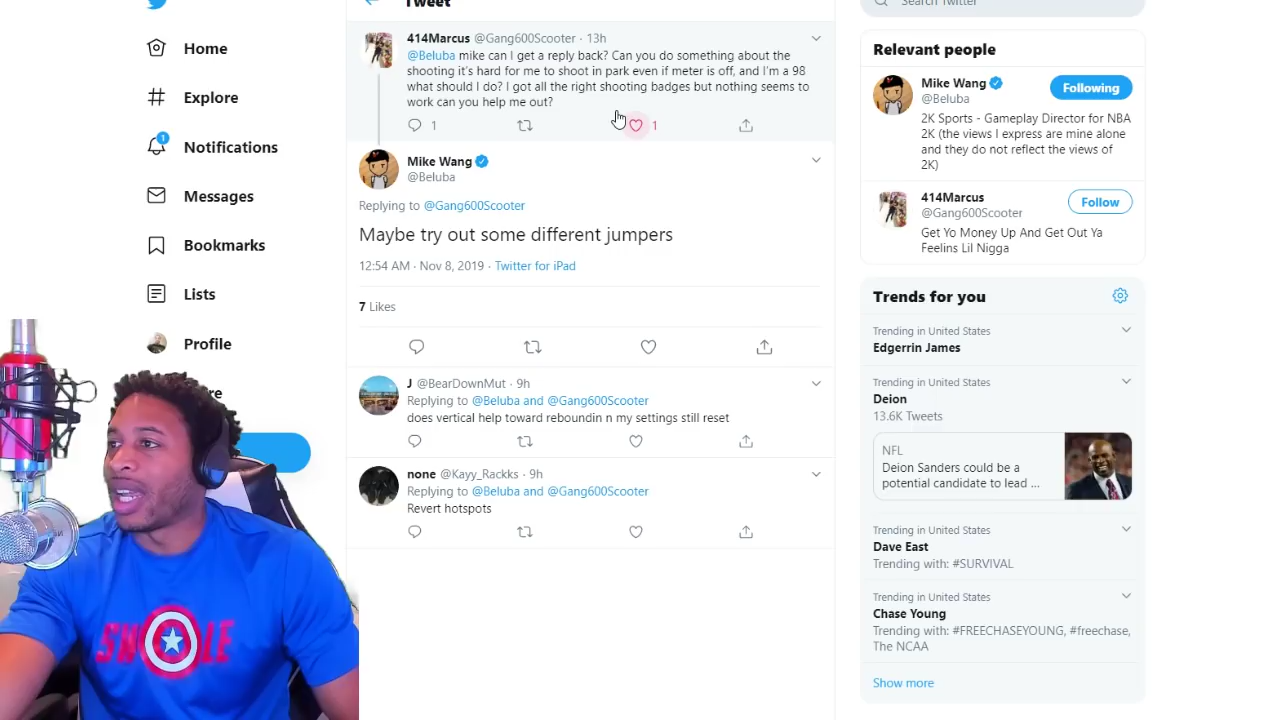 Home
Explore
1
Notifications
Messages
Bookmarks
Lists
Profile
Tweet
414Marcus @Gang600Scooter · 13h
@Beluba mike can I get a reply back? Can you do something about the
shooting it's hard for me to shoot in park even if meter is off, and I'm a 98
what should I do? I got all the right shooting badges but nothing seems to
work can you help me out?
1
1
Mike Wang
@Beluba
Replying to @Gang600Scooter
Maybe try out some different jumpers
12:54 AM · Nov 8, 2019 · Twitter for iPad
7 Likes
J @BearDownMut · 9h
Replying to @Beluba and @Gang600Scooter
does vertical help toward reboundin n my settings still reset
none @Kayy_Rackks · 9h
Replying to @Beluba and @Gang600Scooter
Revert hotspots
Search Twitter
Relevant people
Mike Wang
@Beluba
Following
2K Sports - Gameplay Director for NBA
2K (the views I express are mine alone
and they do not reflect the views of
2K)
414Marcus
@Gang600Scooter
Follow
Get Yo Money Up And Get Out Ya
Feelins Lil Nigga
Trends for you
Trending in United States
Edgerrin James
Trending in United States
Deion
13.6K Tweets
NFL
Deion Sanders could be a
potential candidate to lead ...
Trending in United States
Dave East
Trending with: #SURVIVAL
Trending in United States
Chase Young
Trending with: #FREECHASEYOUNG, #freechase,
The NCAA
Show more